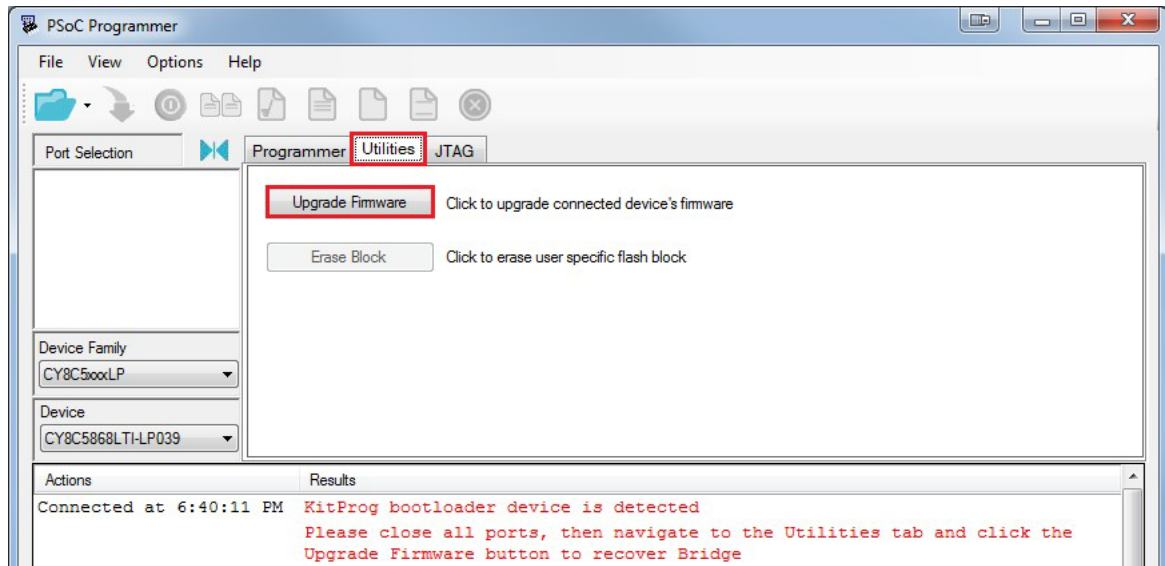 PSoC Programmer
File View Options Help
Port Selection
Programmer Utilities JTAG
Upgrade Firmware Click to upgrade connected device's firmware
Erase Block Click to erase user specific flash block
Device Family
CY8C5xxxLP
Device
CY8C5868LTI-LP039
Actions Results
Connected at 6:40:11 PM KitProg bootloader device is detected
Please close all ports, then navigate to the Utilities tab and click the
Upgrade Firmware button to recover Bridge